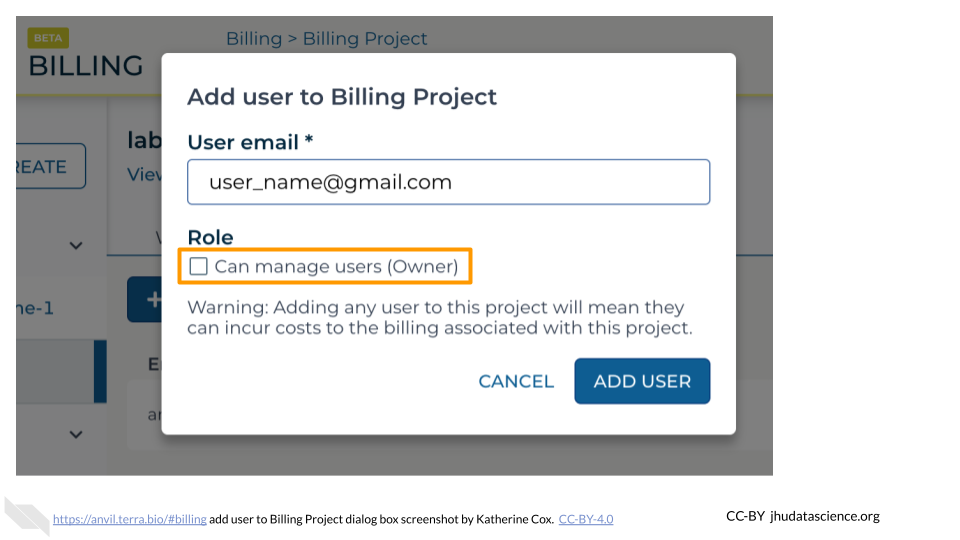 BETA
BILLING
Billing > Billing Project
Add user to Billing Project
lab
User email *
EATE
View
user_name@gmail.com
Role
Can manage users (Owner)
ne-1
+
Warning: Adding any user to this project will mean they
can incur costs to the billing associated with this project.
E
CANCEL
ADD USER
ar
https://anvil.terra.bio/#billing add user to Billing Project dialog box screenshot by Katherine Cox. CC-BY-4.0
CC-BY jhudatascience.org